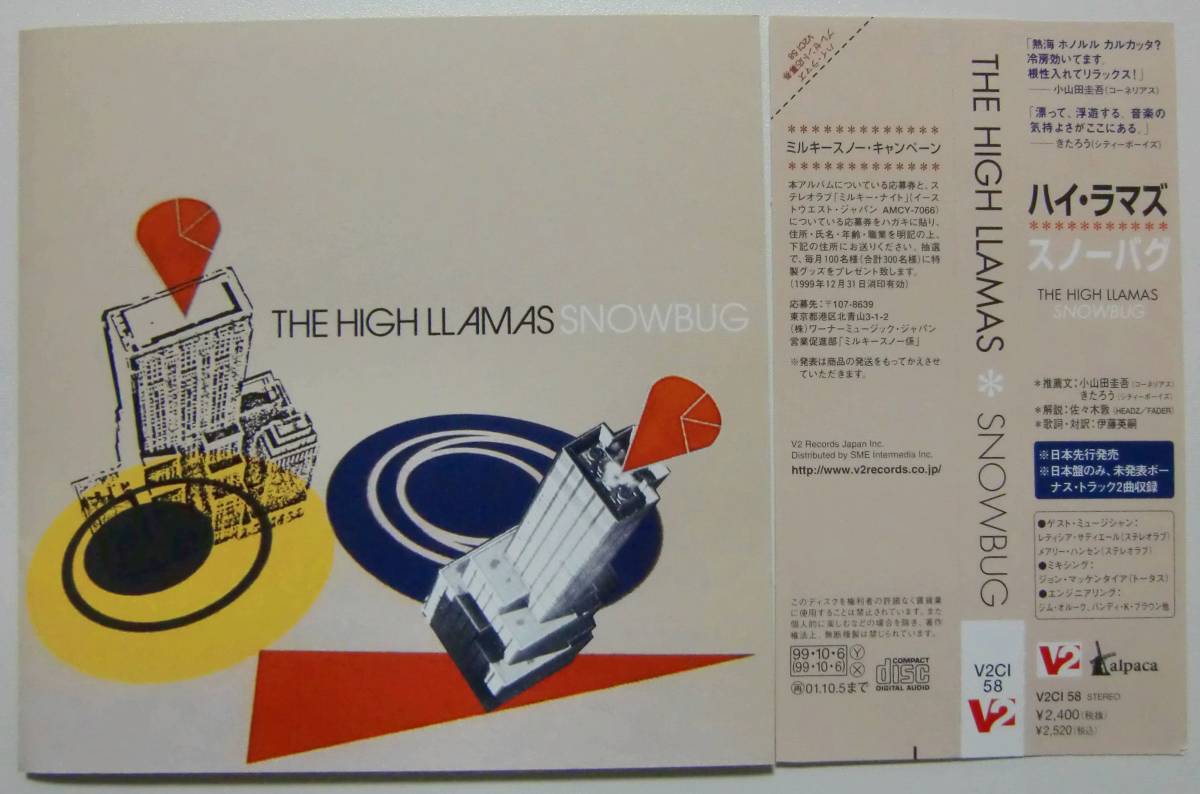 THE HIGH LLAMAS SNOWBUG
ハイ・ラマズ
プレゼント応募券
V2CI 58
＊＊＊＊＊＊＊＊＊＊＊＊＊
ミルキースノー・キャンペーン
＊＊＊＊＊＊＊＊＊＊＊＊＊
本アルバムについている応募券と、ス
テレオラブ「ミルキー・ナイト」(イース
トウエスト・ジャパン AMCY-7066)
についている応募券をハガキに貼り、
住所・氏名・年齢・職業を明記の上、
下記の住所にお送りください。抽選
で、毎月100名様(合計300名様)に特
製グッズをプレゼント致します。
(1999年12月31日消印有効)
応募先:〒107-8639
東京都港区北青山3-1-2
(株)ワーナーミュージック・ジャパン
営業促進部「ミルキースノー係」
※発表は商品の発送をもってかえさせ
ていただきます。
V2 Records Japan Inc.
Distributed by SME Intermedia Inc.
http://www.v2records.co.jp/
このディスクを権利者の許諾なく賃貸業
に使用することは禁止されています。また
個人的に楽しむなどの場合を除き、著作
権法上、無断複製は禁じられています。
99・10・6 Y
(99・10・6) X
再 01.10.5まで
COMPACT
disc
DIGITAL AUDIO
THE HIGH LLAMAS ＊ SNOWBUG
V2CI
58
V2
「熱海 ホノルル カルカッタ?
冷房効いてます。
根性入れてリラックス!」
――小山田圭吾(コーネリアス)
「漂って、浮遊する。音楽の
気持よさがここにある。」
――きたろう(シティーボーイズ)
ハイ・ラマズ
＊＊＊＊＊＊＊＊＊＊＊＊＊
スノーバグ
THE HIGH LLAMAS
SNOWBUG
＊推薦文:小山田圭吾(コーネリアス)
きたろう(シティーボーイズ)
＊解説:佐々木敦(HEADZ/FADER)
＊歌詞・対訳:伊藤英嗣
※日本先行発売
※日本盤のみ、未発表ボー
ナス・トラック2曲収録
●ゲスト・ミュージシャン:
レティシア・サディエール(ステレオラブ)
メアリー・ハンセン(ステレオラブ)
●ミキシング:
ジョン・マッケンタイア(トータス)
●エンジニアリング:
ジム・オルーク、バンディ・K・ブラウン他
V2 alpaca
V2CI 58 STEREO
¥2,400(税抜)
¥2,520(税込)